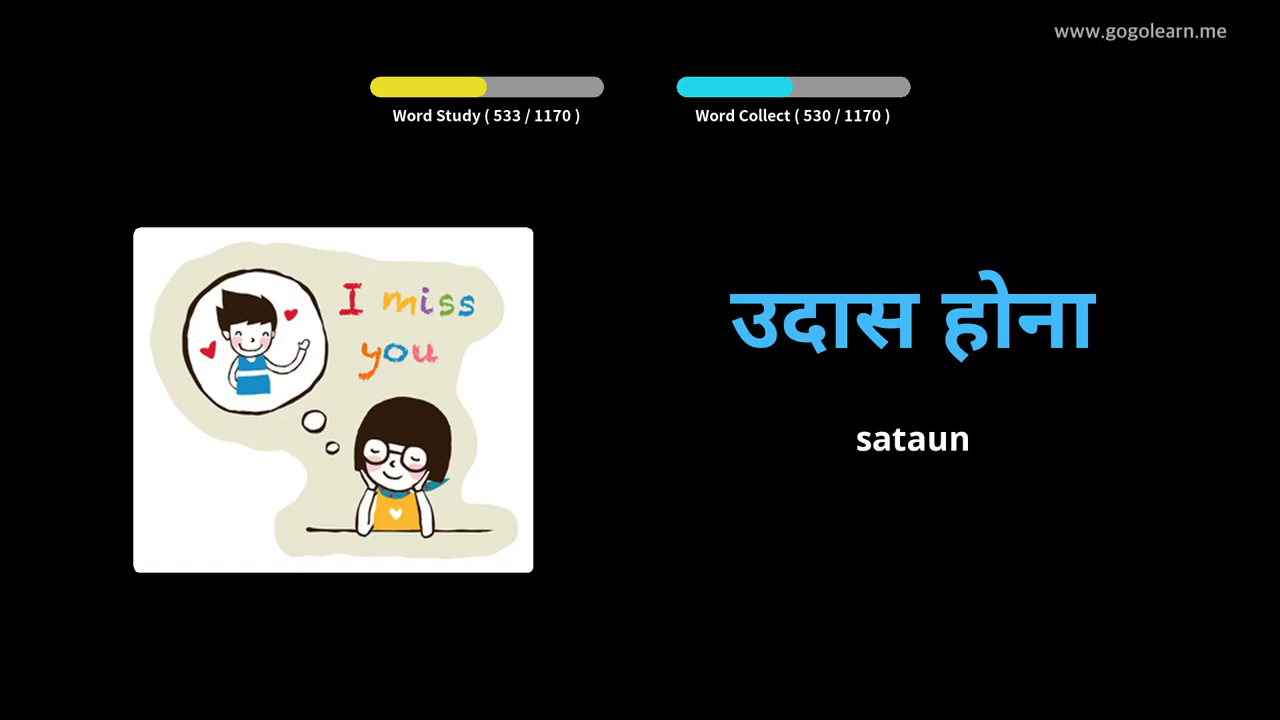 www.gogolearn.me
Word Study ( 533 / 1170 )
Word Collect ( 530 / 1170 )
I miss
you
उदास होना
sataun